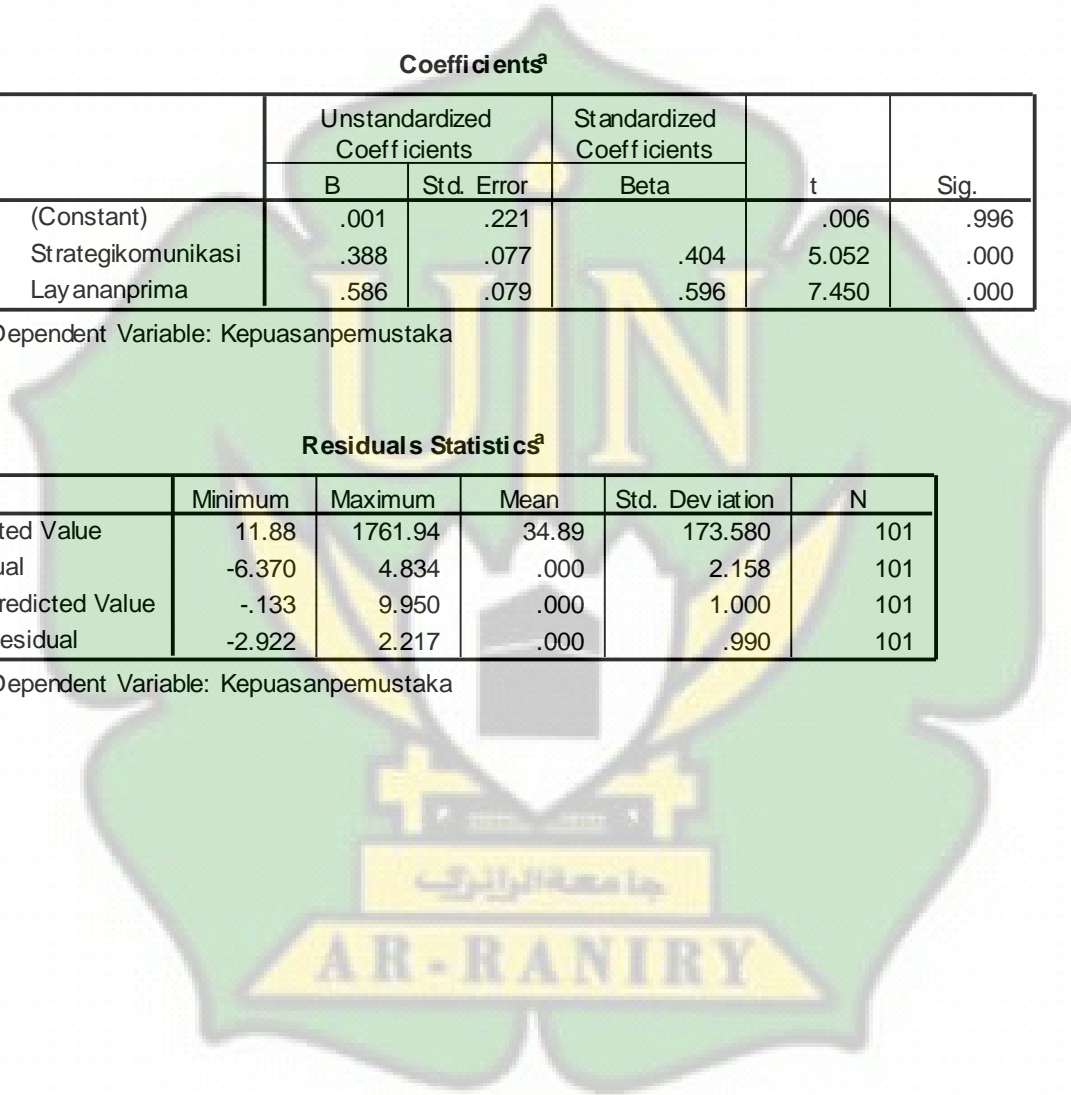 Coefficients^a
Unstandardized Coefficients Standardized Coefficients
B Std. Error Beta t Sig.
(Constant) .001 .221 .006 .996
Strategikomunikasi .388 .077 .404 5.052 .000
Layananprima .586 .079 .596 7.450 .000
Dependent Variable: Kepuasanpemustaka
Residuals Statistics^a
Minimum Maximum Mean Std. Deviation N
ted Value 11.88 1761.94 34.89 173.580 101
ual -6.370 4.834 .000 2.158 101
redicted Value -.133 9.950 .000 1.000 101
esidual -2.922 2.217 .000 .990 101
Dependent Variable: Kepuasanpemustaka
UIN
جامعة الرانري
AR-RANIRY